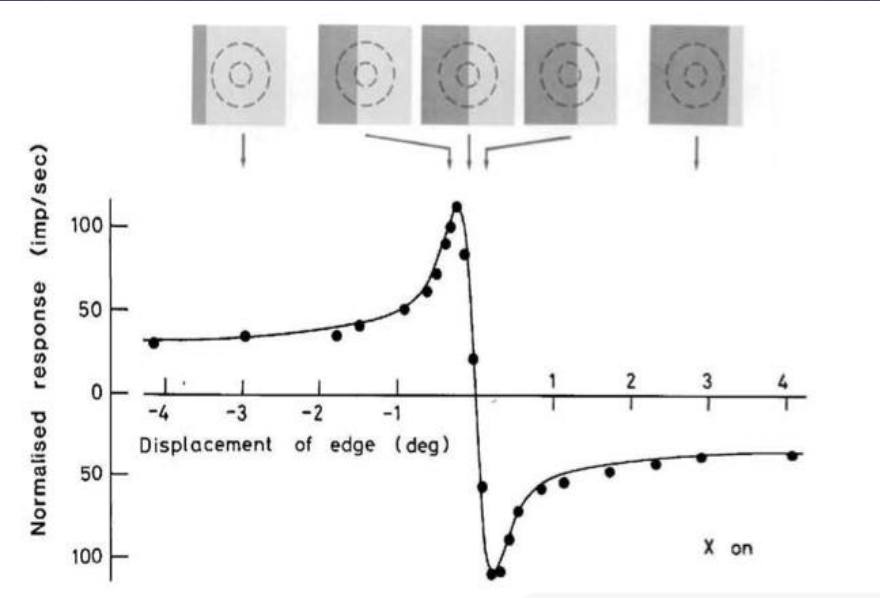 Normalised response (imp/sec)
100
50
0
50
100
-4 -3 -2 -1
1 2 3 4
Displacement of edge (deg)
X on